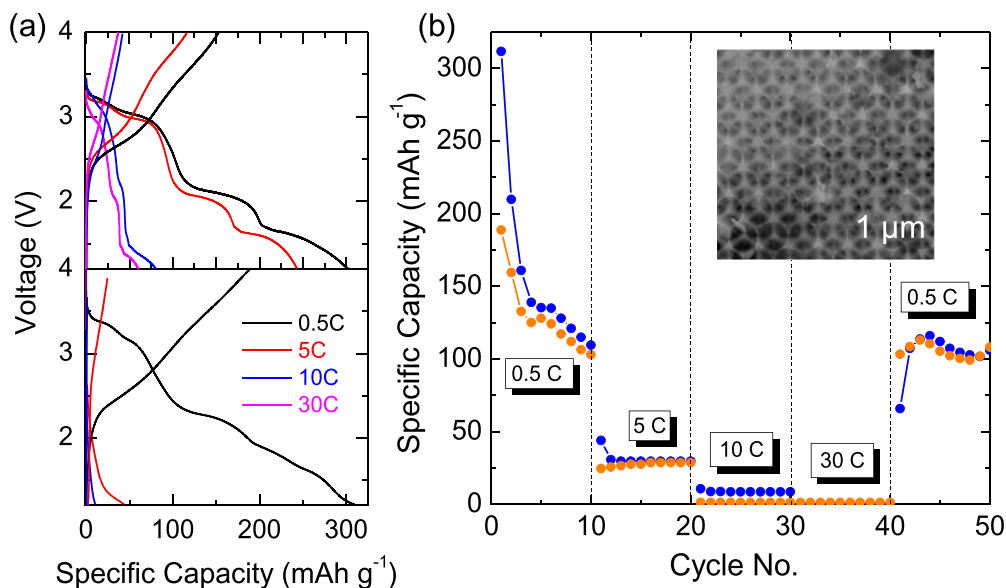 (a)
4
3
2
4
3
2
0
100
200
300
Voltage (V)
Specific Capacity (mAh g⁻¹)
0.5C
5C
10C
30C
(b)
300
250
200
150
100
50
0
0
10
20
30
40
50
Specific Capacity (mAh g⁻¹)
Cycle No.
1 μm
0.5 C
5 C
10 C
30 C
0.5 C